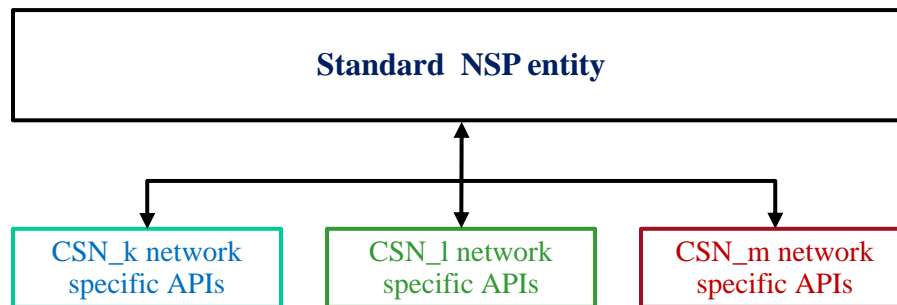 Standard NSP entity
CSN_k network
specific APIs
CSN_l network
specific APIs
CSN_m network
specific APIs